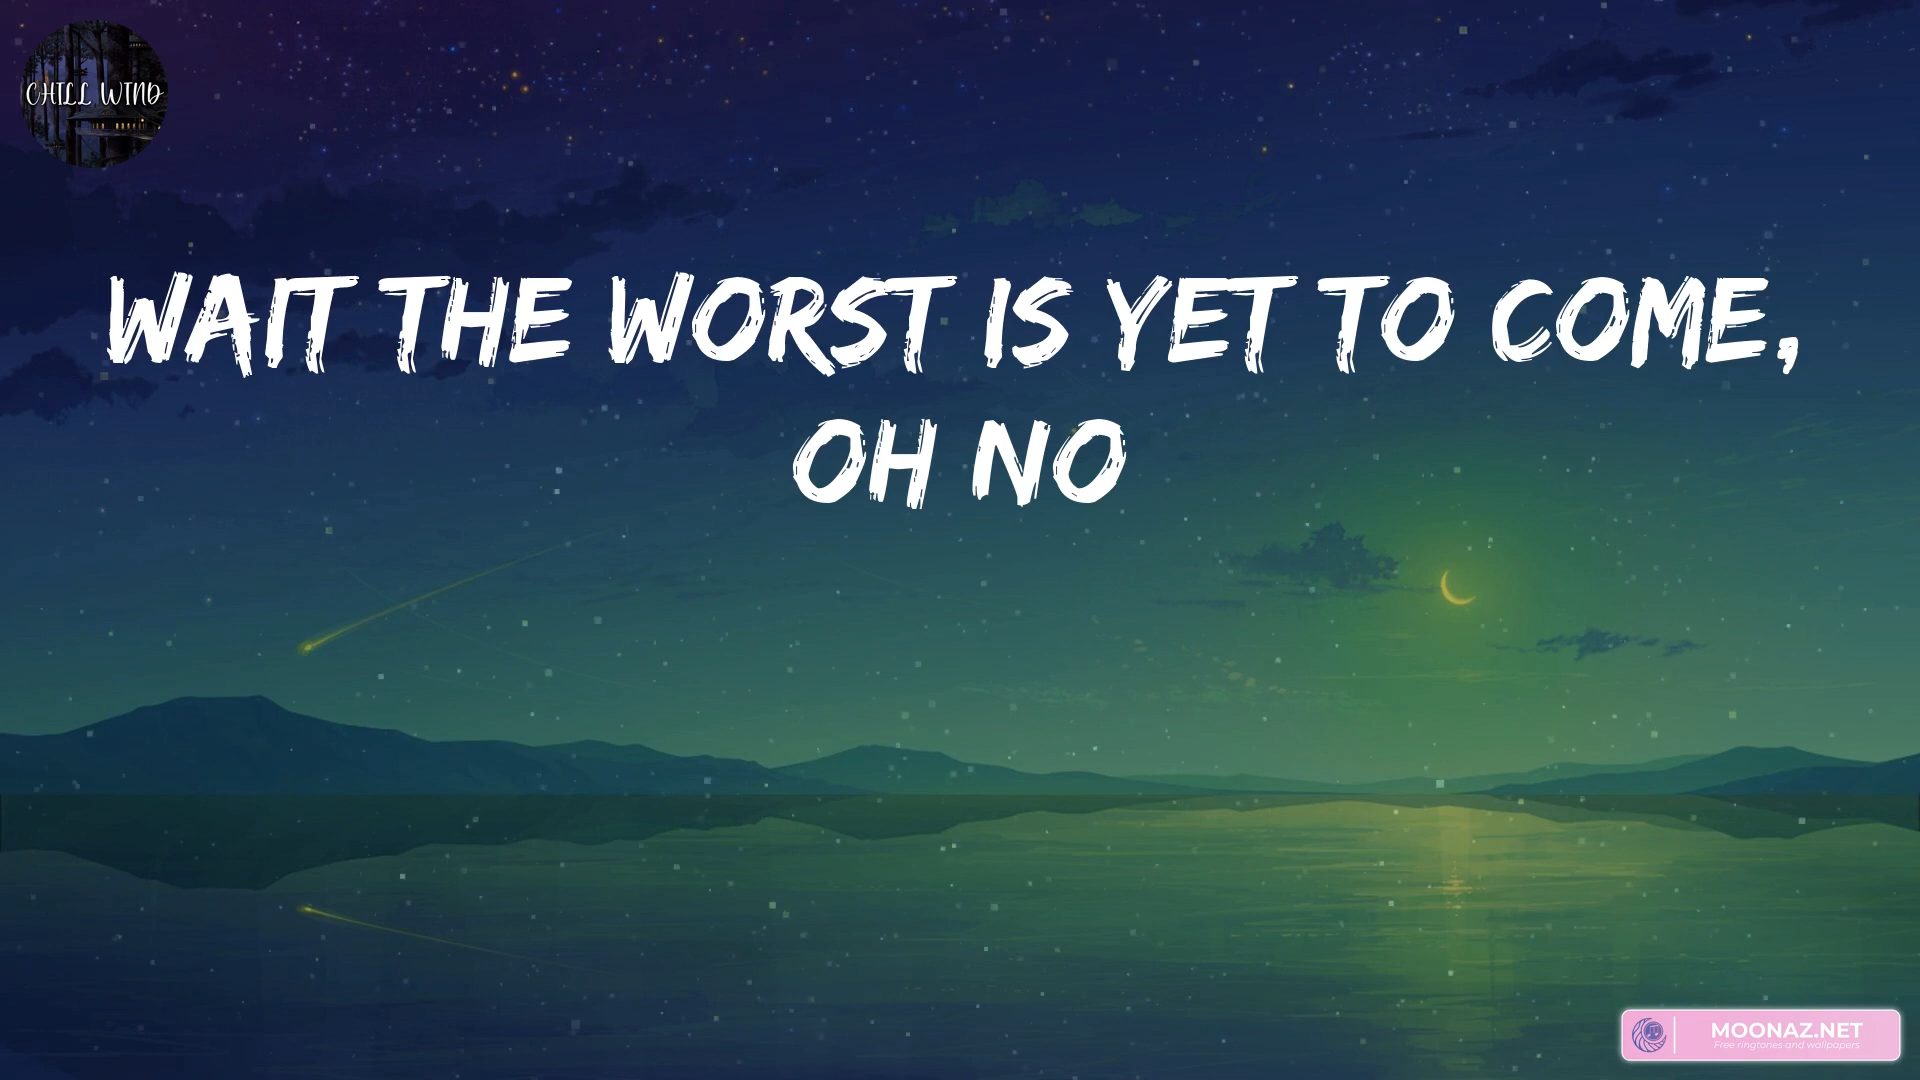 CHILL WIND
WAIT THE WORST IS YET TO COME,
OH NO
MOONAZ.NET
Free ringtones and wallpapers